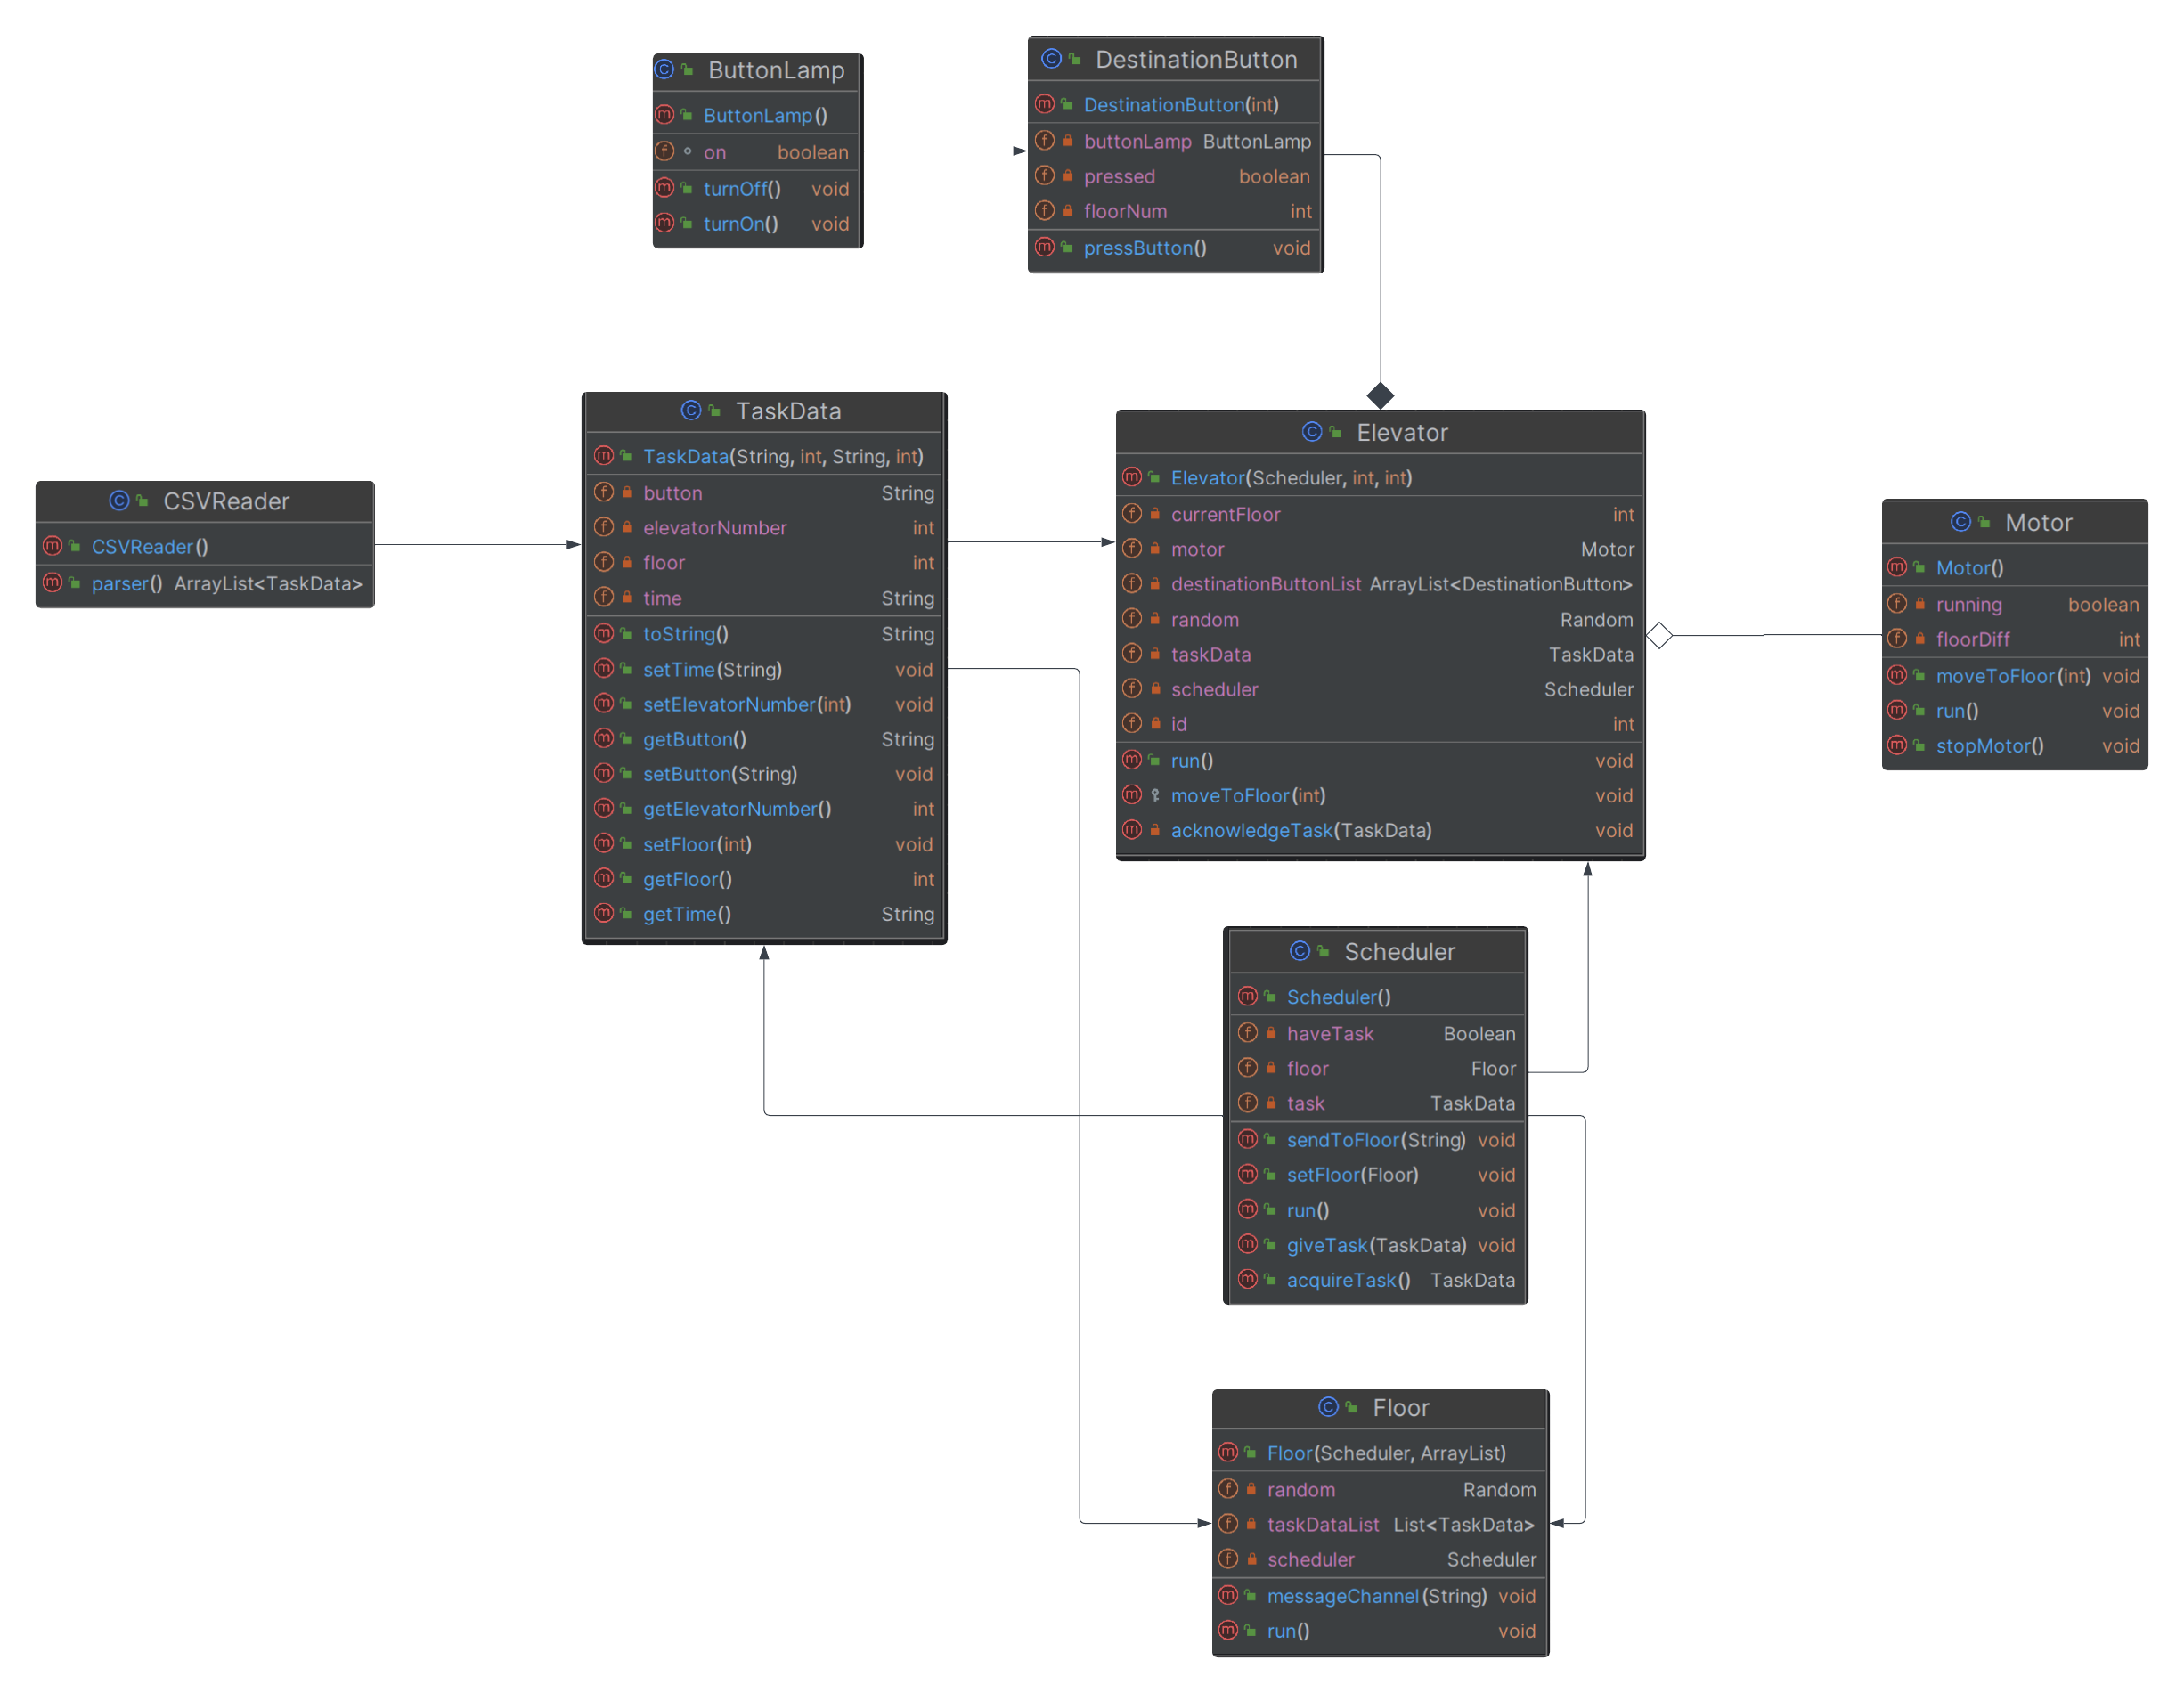 ButtonLamp
ButtonLamp()
on boolean
turnOff() void
turnOn() void
DestinationButton
DestinationButton(int)
buttonLamp ButtonLamp
pressed boolean
floorNum int
pressButton() void
CSVReader
CSVReader()
parser() ArrayList<TaskData>
TaskData
TaskData(String, int, String, int)
button String
elevatorNumber int
floor int
time String
toString() String
setTime(String) void
setElevatorNumber(int) void
getButton() String
setButton(String) void
getElevatorNumber() int
setFloor(int) void
getFloor() int
getTime() String
Elevator
Elevator(Scheduler, int, int)
currentFloor int
motor Motor
destinationButtonList ArrayList<DestinationButton>
random Random
taskData TaskData
scheduler Scheduler
id int
run() void
moveToFloor(int) void
acknowledgeTask(TaskData) void
Motor
Motor()
running boolean
floorDiff int
moveToFloor(int) void
run() void
stopMotor() void
Scheduler
Scheduler()
haveTask Boolean
floor Floor
task TaskData
sendToFloor(String) void
setFloor(Floor) void
run() void
giveTask(TaskData) void
acquireTask() TaskData
Floor
Floor(Scheduler, ArrayList)
random Random
taskDataList List<TaskData>
scheduler Scheduler
messageChannel(String) void
run() void